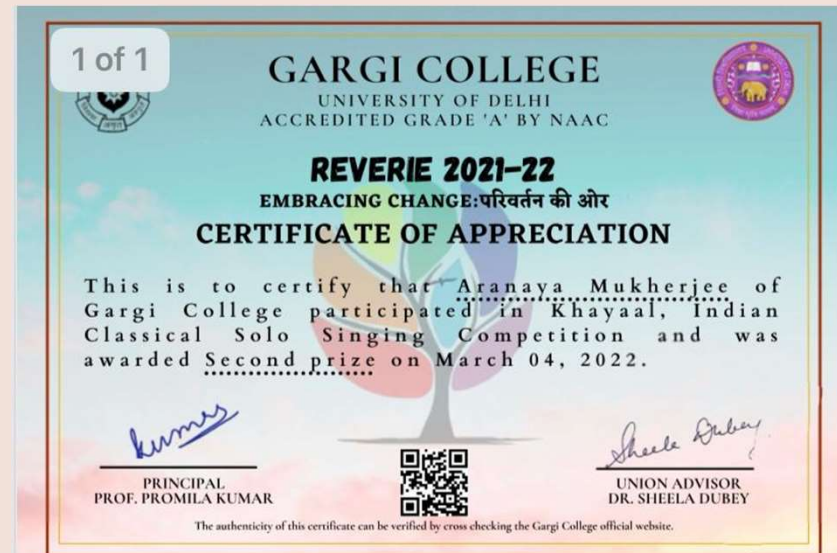 1 of 1
GARGI COLLEGE
UNIVERSITY OF DELHI
ACCREDITED GRADE 'A' BY NAAC
REVERIE 2021-22
EMBRACING CHANGE:परिवर्तन की ओर
CERTIFICATE OF APPRECIATION
This is to certify that Aranaya Mukherjee of
Gargi College participated in Khayaal, Indian
Classical Solo Singing Competition and was
awarded Second prize on March 04, 2022.
Kumar
Sheela Dubey
PRINCIPAL
PROF. PROMILA KUMAR
UNION ADVISOR
DR. SHEELA DUBEY
The authenticity of this certificate can be verified by cross checking the Gargi College official website.